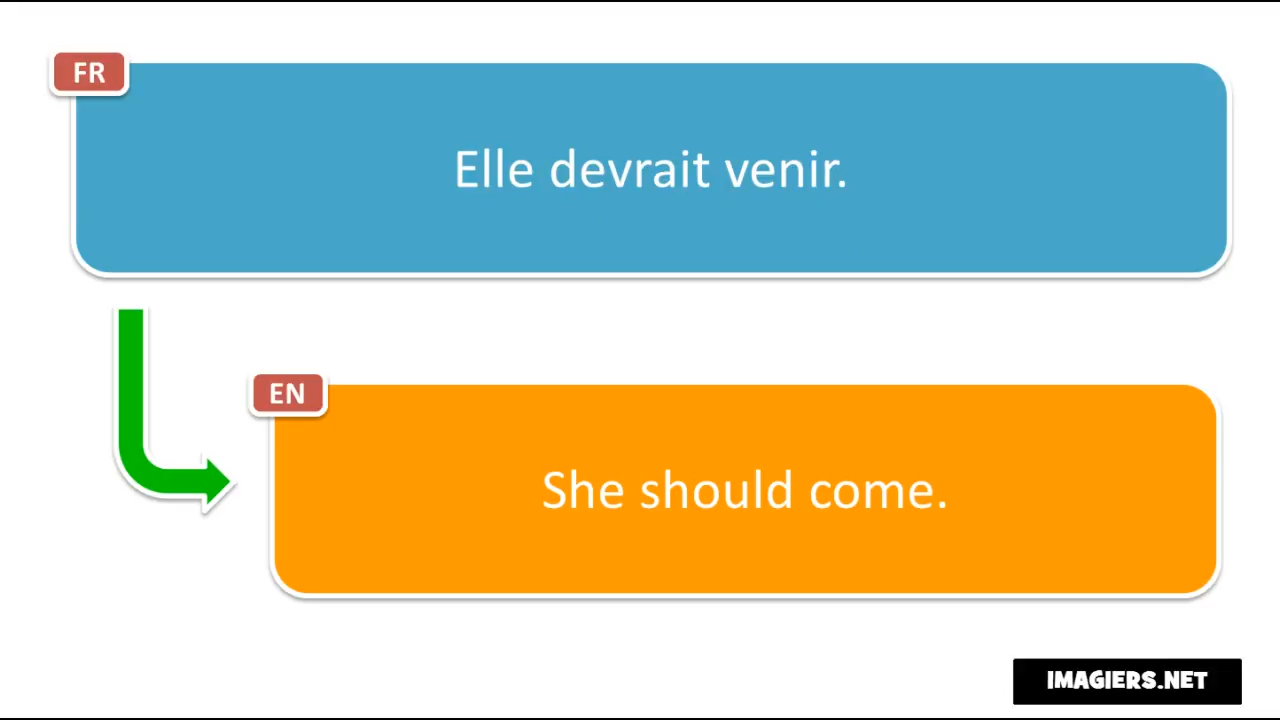 FR
Elle devrait venir.
EN
She should come.
IMAGIERS.NET